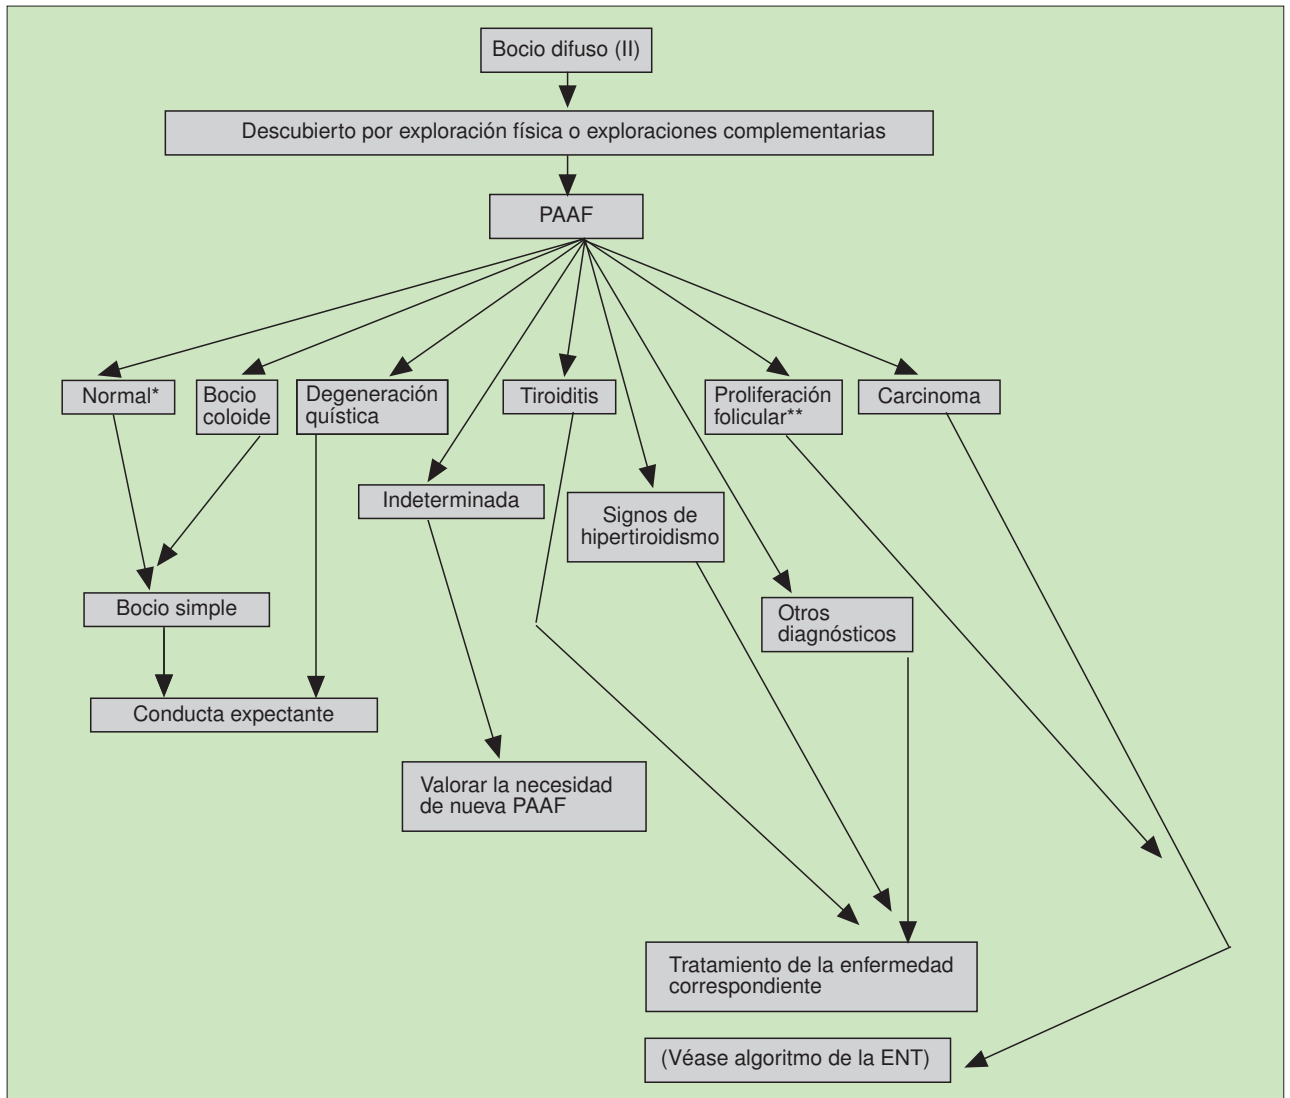 Bocio difuso (II)
Descubierto por exploración física o exploraciones complementarias
PAAF
Normal*
Bocio
coloide
Degeneración
quística
Tiroiditis
Proliferación
folicular**
Carcinoma
Indeterminada
Signos de
hipertiroidismo
Bocio simple
Otros
diagnósticos
Conducta expectante
Valorar la necesidad
de nueva PAAF
Tratamiento de la enfermedad
correspondiente
(Véase algoritmo de la ENT)